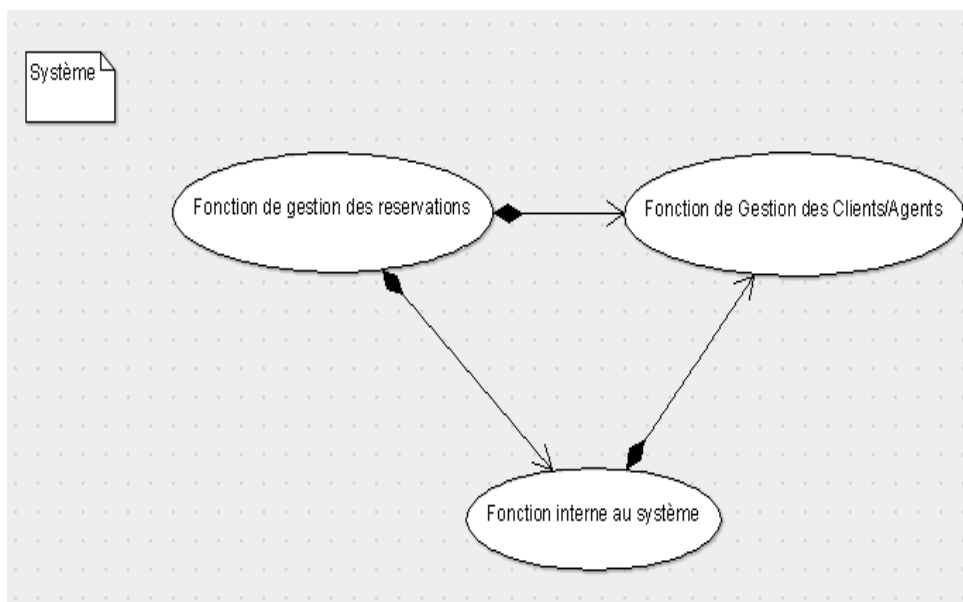 Système
Fonction de gestion des reservations
Fonction de Gestion des Clients/Agents
Fonction interne au système